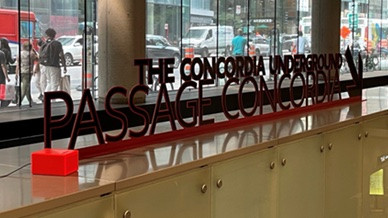 THE CONCORDIA UNDERGROUND
PASSAGE CONCORDIA